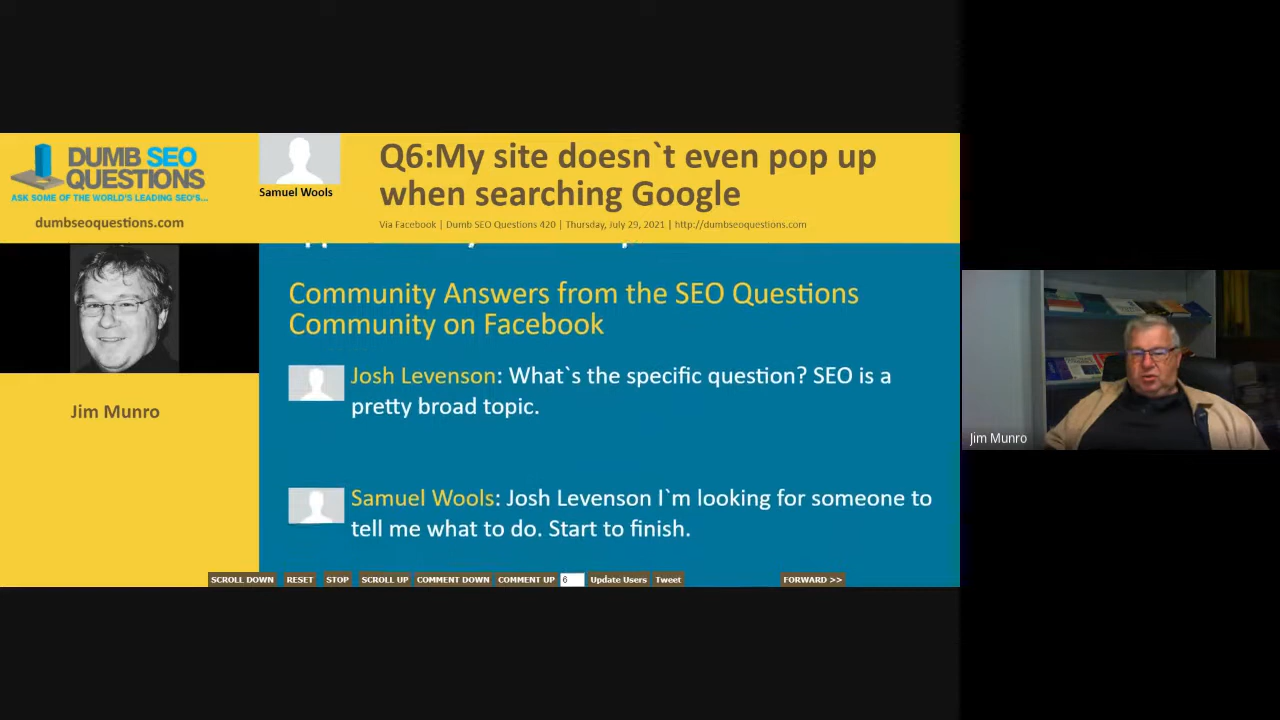 DUMB SEO
QUESTIONS
ASK SOME OF THE WORLD'S LEADING SEO'S...
dumbseoquestions.com
Samuel Wools
Q6:My site doesn`t even pop up
when searching Google
Via Facebook | Dumb SEO Questions 420 | Thursday, July 29, 2021 | http://dumbseoquestions.com
Jim Munro
Community Answers from the SEO Questions
Community on Facebook
Josh Levenson: What`s the specific question? SEO is a
pretty broad topic.
Samuel Wools: Josh Levenson I`m looking for someone to
tell me what to do. Start to finish.
SCROLL DOWN RESET STOP SCROLL UP COMMENT DOWN COMMENT UP 6 Update Users Tweet FORWARD >>
Jim Munro